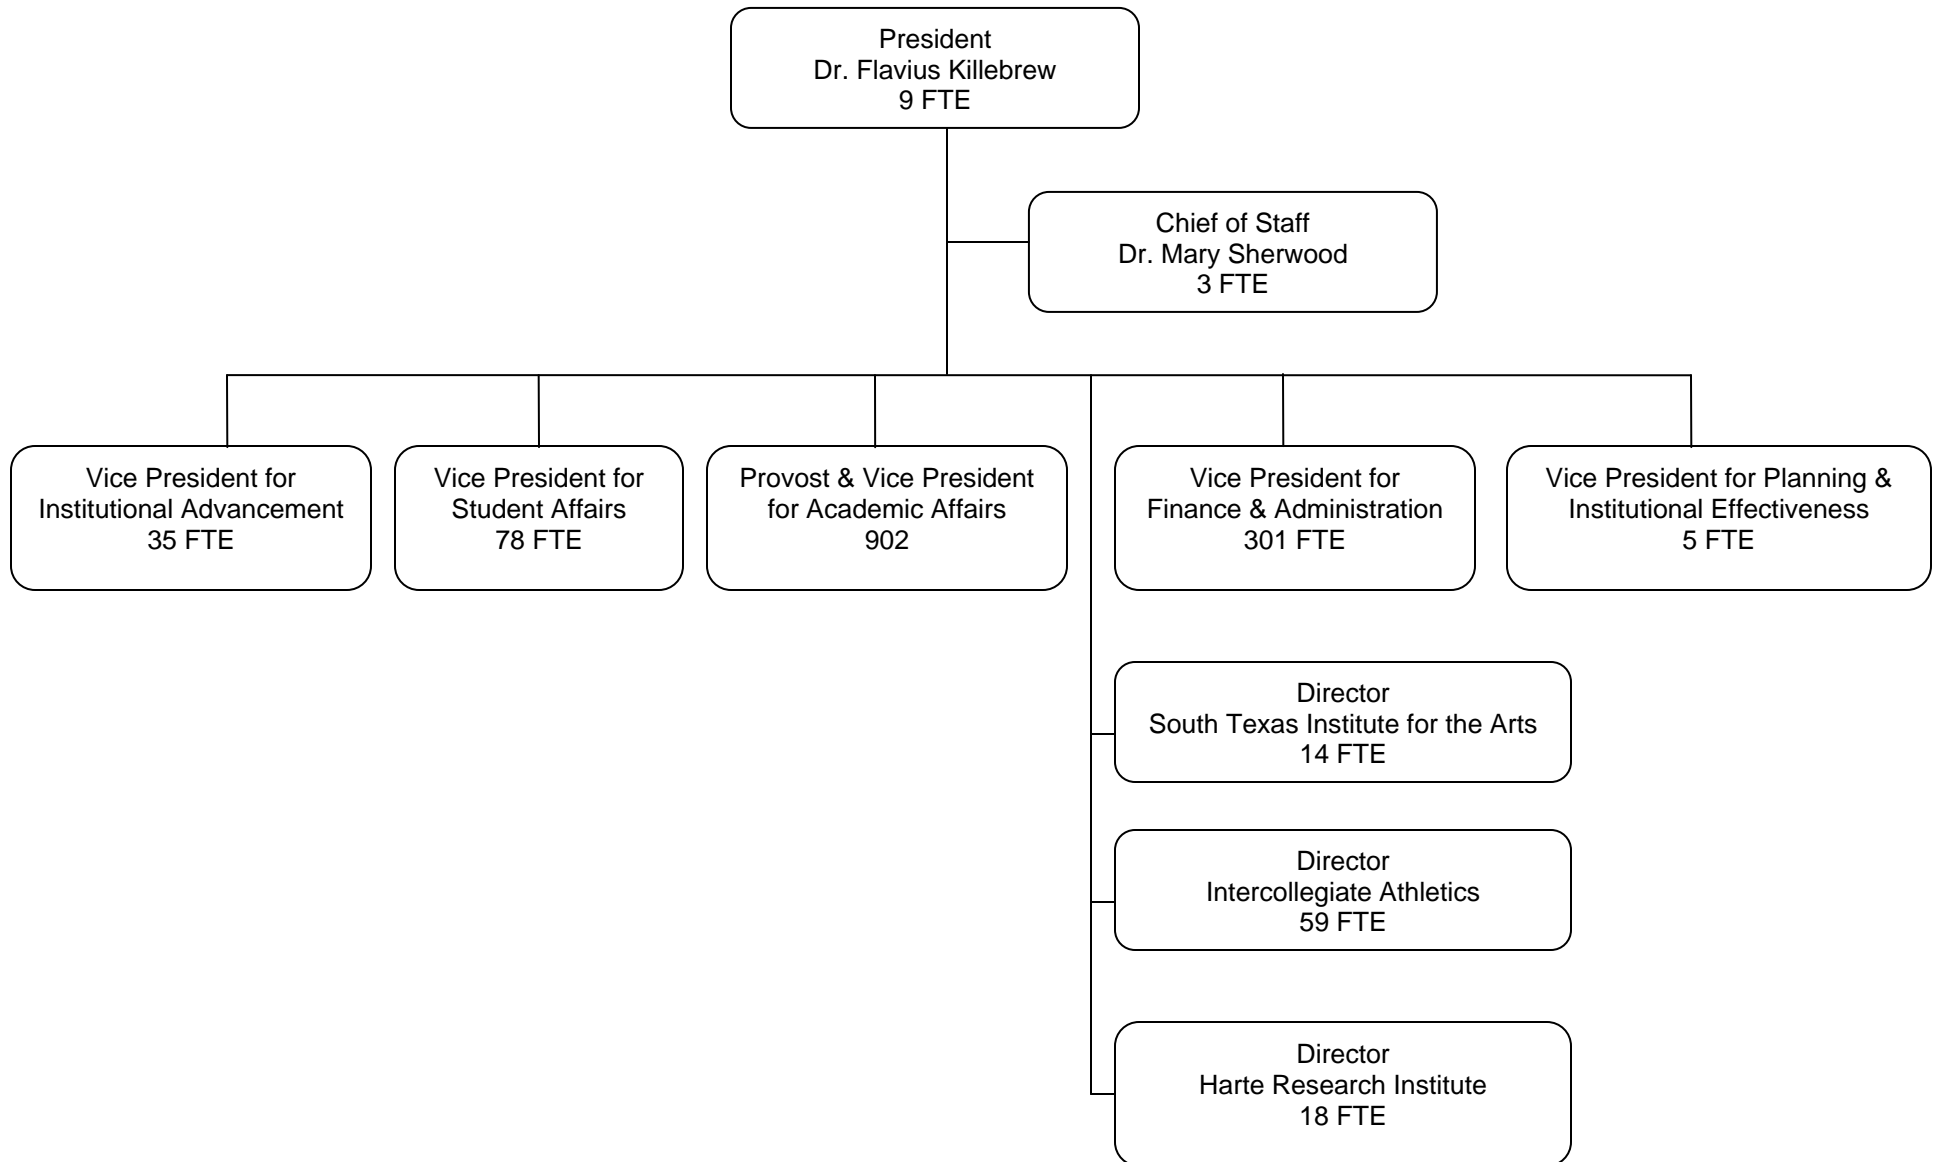 President
Dr. Flavius Killebrew
9 FTE
Chief of Staff
Dr. Mary Sherwood
3 FTE
Vice President for
Institutional Advancement
35 FTE
Vice President for
Student Affairs
78 FTE
Provost & Vice President
for Academic Affairs
902
Vice President for
Finance & Administration
301 FTE
Vice President for Planning &
Institutional Effectiveness
5 FTE
Director
South Texas Institute for the Arts
14 FTE
Director
Intercollegiate Athletics
59 FTE
Director
Harte Research Institute
18 FTE